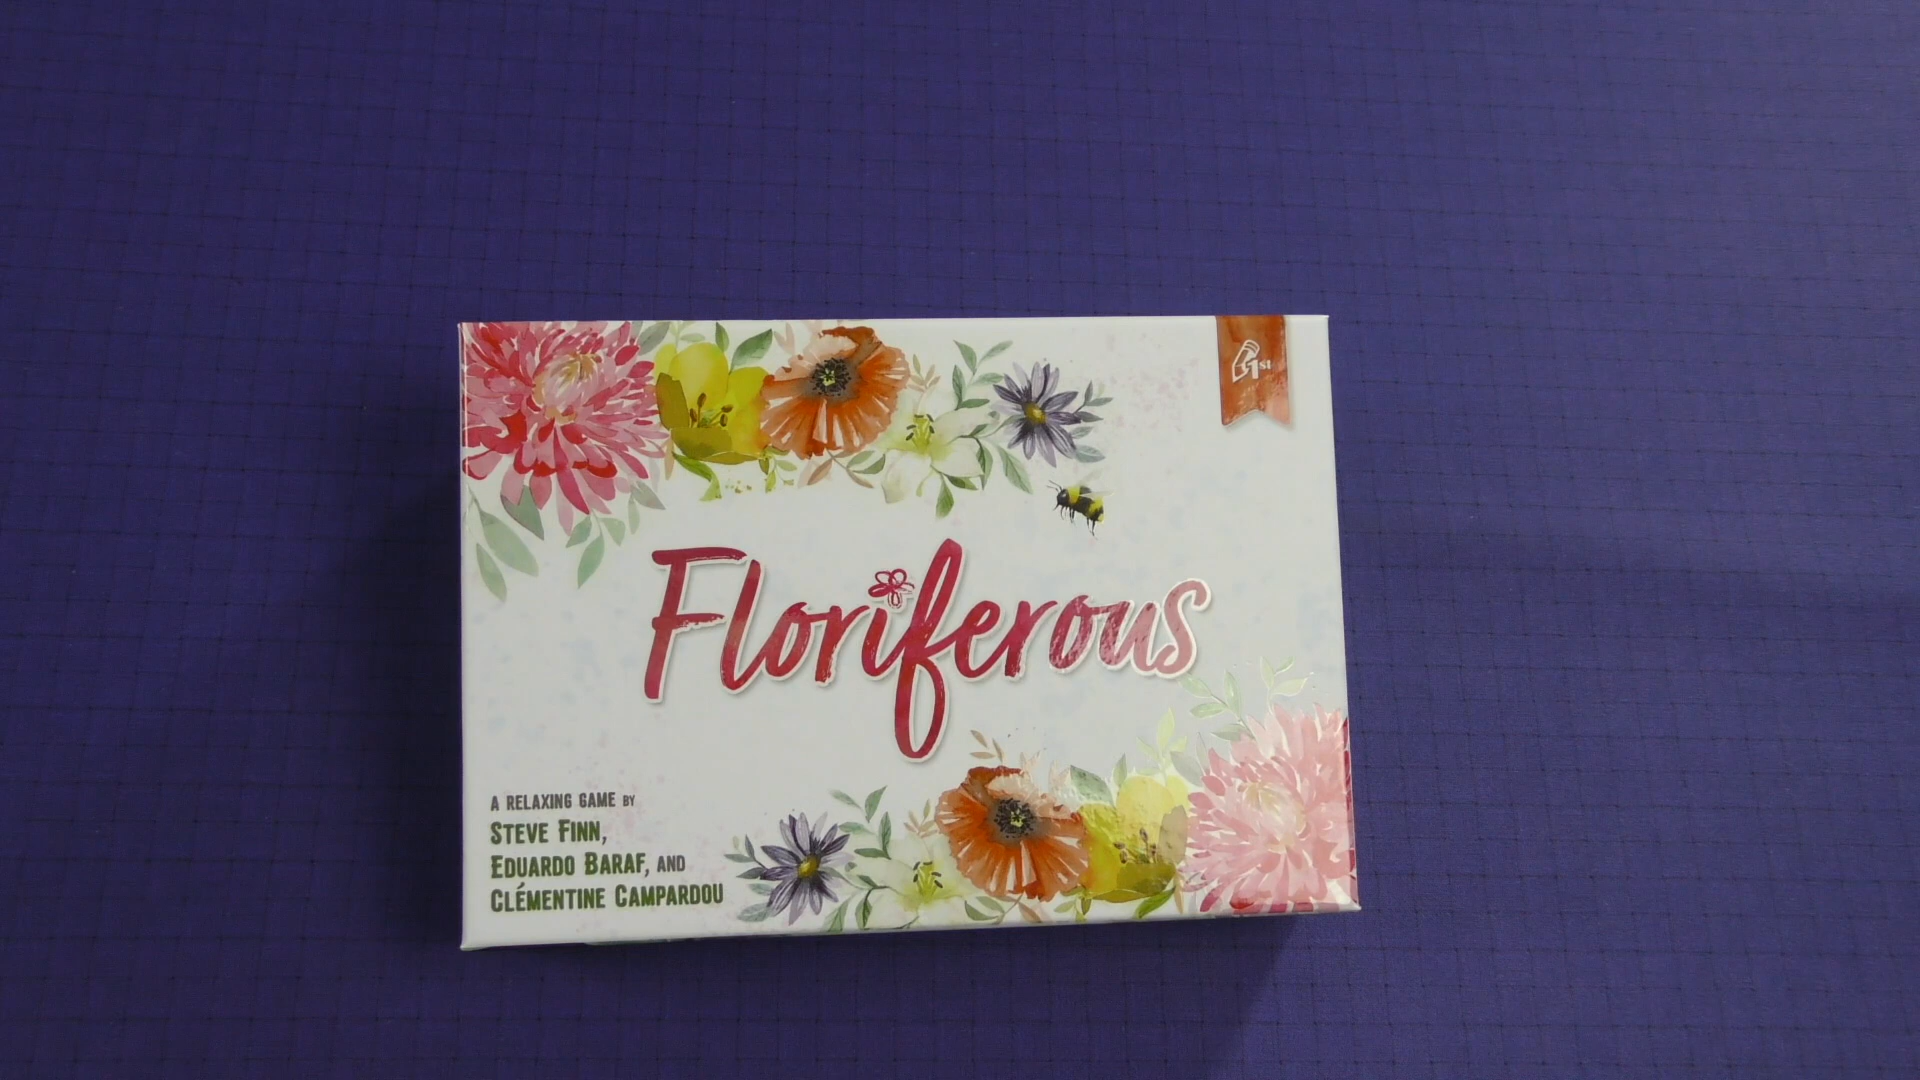 Floriferous
A RELAXING GAME BY
STEVE FINN,
EDUARDO BARAF, AND
CLÉMENTINE CAMPARDOU